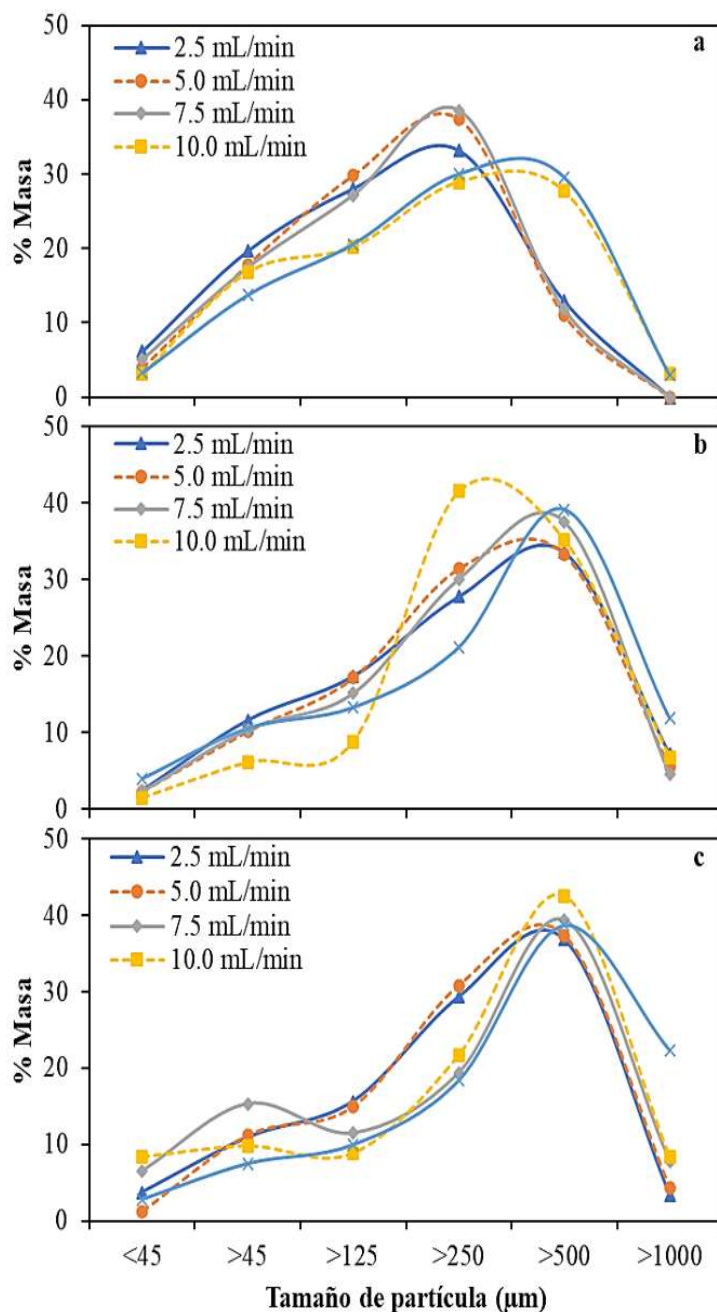 50
a
2.5 mL/min
40
5.0 mL/min
7.5 mL/min
30
10.0 mL/min
% Masa
20
10
0
50
b
2.5 mL/min
40
5.0 mL/min
7.5 mL/min
30
10.0 mL/min
% Masa
20
10
0
50
c
2.5 mL/min
40
5.0 mL/min
7.5 mL/min
30
10.0 mL/min
% Masa
20
10
0
<45 >45 >125 >250 >500 >1000
Tamaño de partícula (µm)